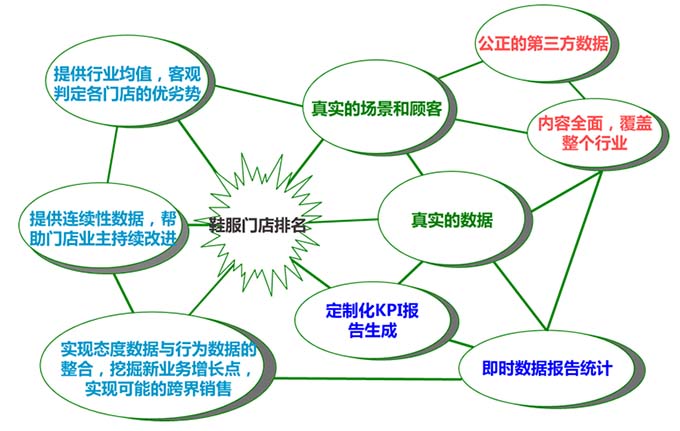 公正的第三方数据
提供行业均值，客观
判定各门店的优劣势
真实的场景和顾客
内容全面，覆盖
整个行业
提供连续性数据，帮
助门店业主持续改进
鞋服门店排名
真实的数据
定制化KPI报
告生成
实现态度数据与行为数据的
整合，挖掘新业务增长点，
实现可能的跨界销售
即时数据报告统计